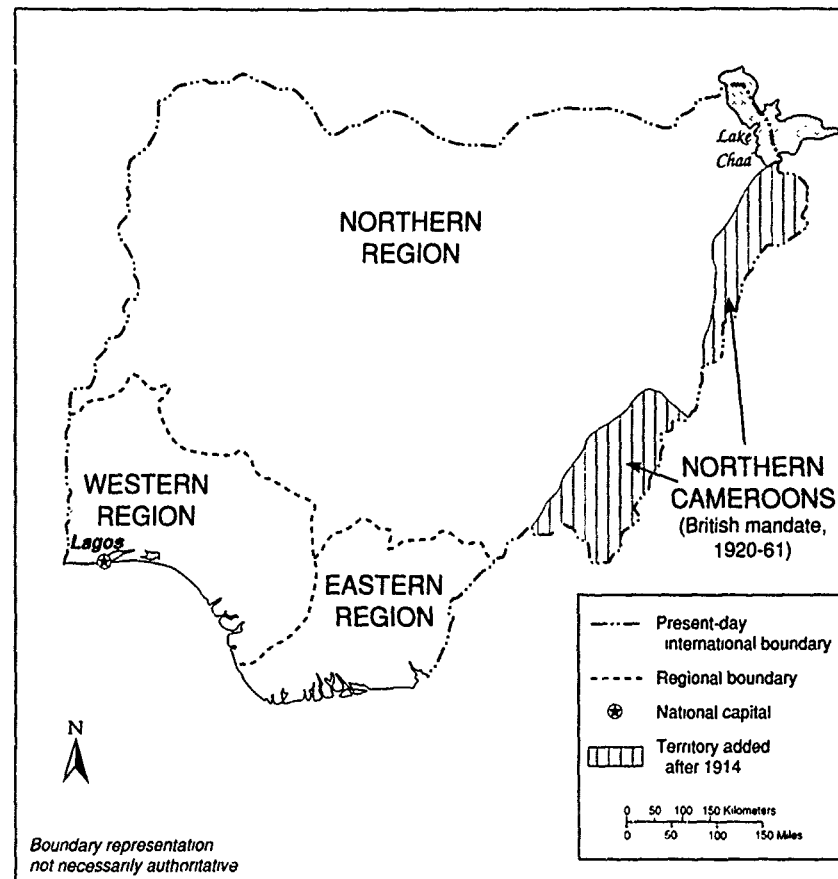 Lake
Chad
NORTHERN
REGION
WESTERN
REGION
Lagos
EASTERN
REGION
NORTHERN
CAMEROONS
(British mandate,
1920-61)
Present-day
international boundary
Regional boundary
National capital
Territory added
after 1914
0 50 100 150 Kilometers
0 50 100 150 Miles
N
Boundary representation
not necessarily authoritative